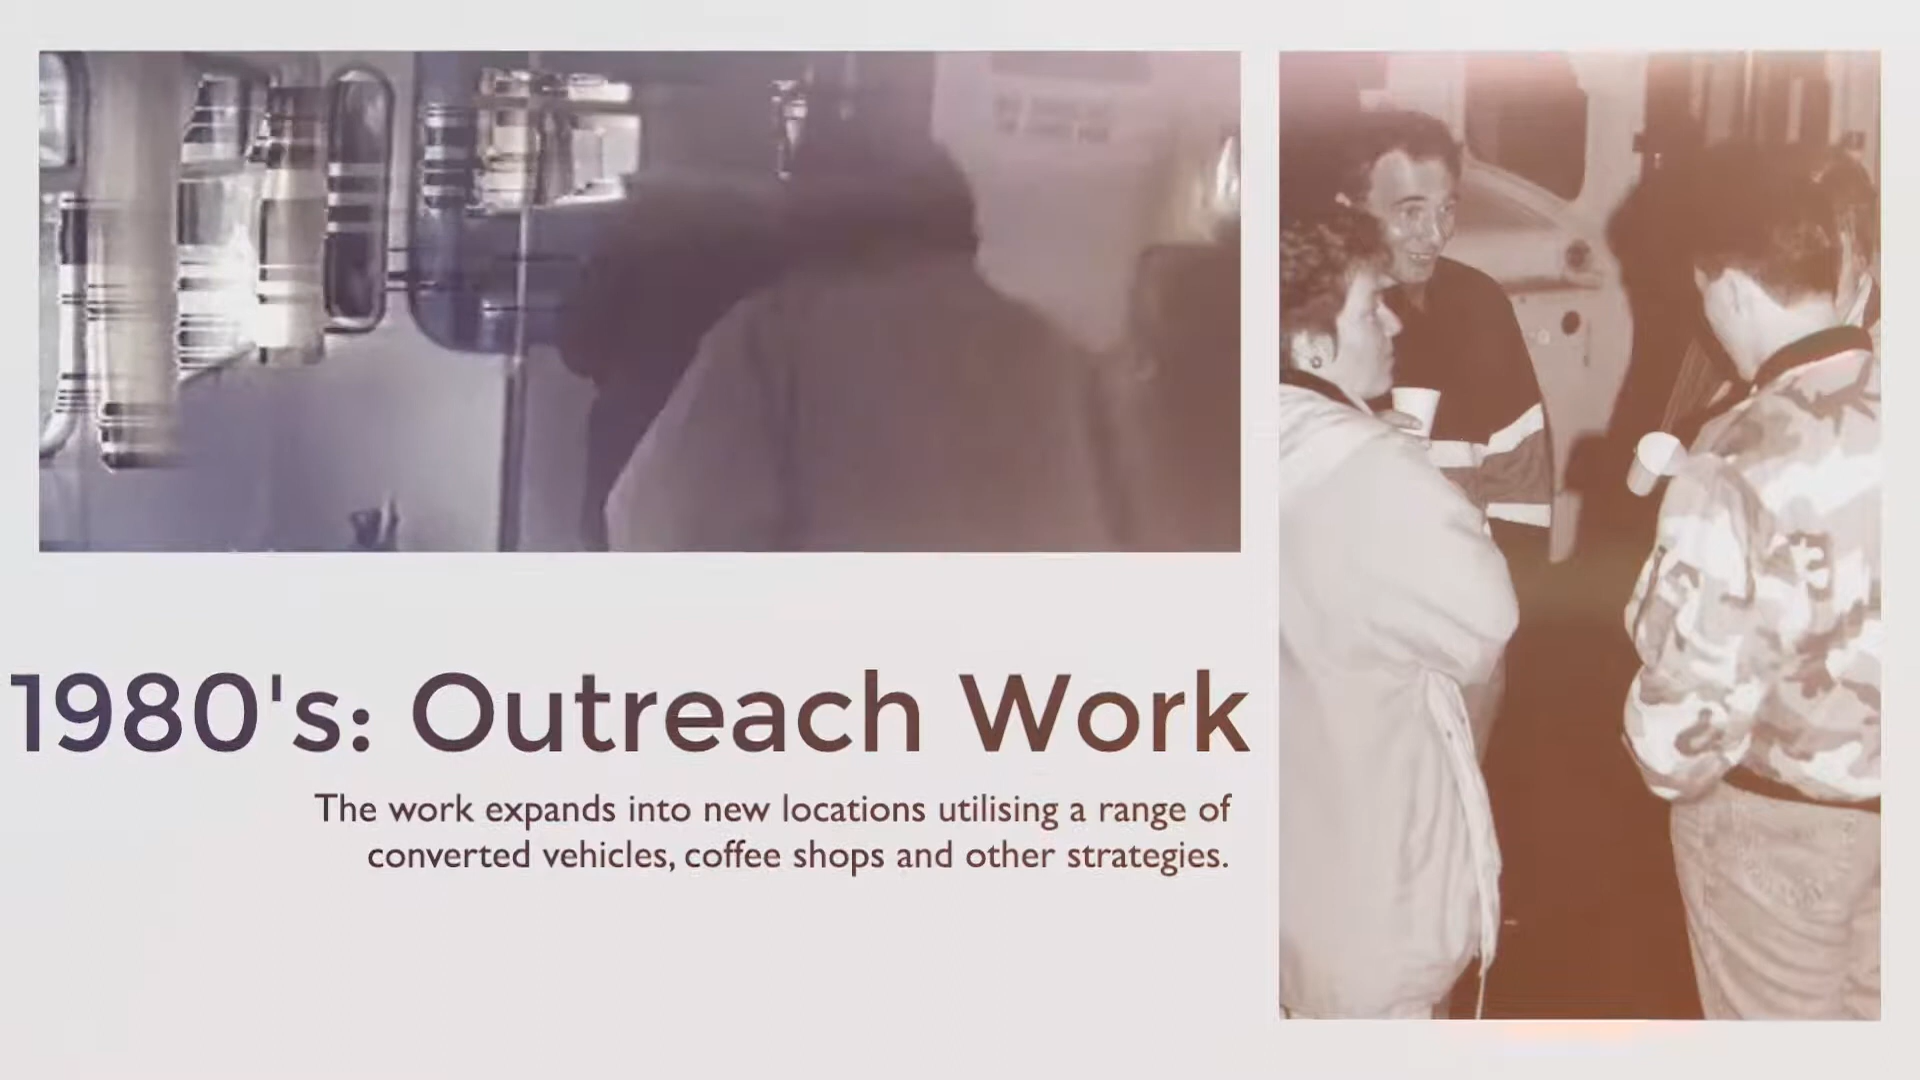 1980's: Outreach Work
The work expands into new locations utilising a range of
converted vehicles, coffee shops and other strategies.